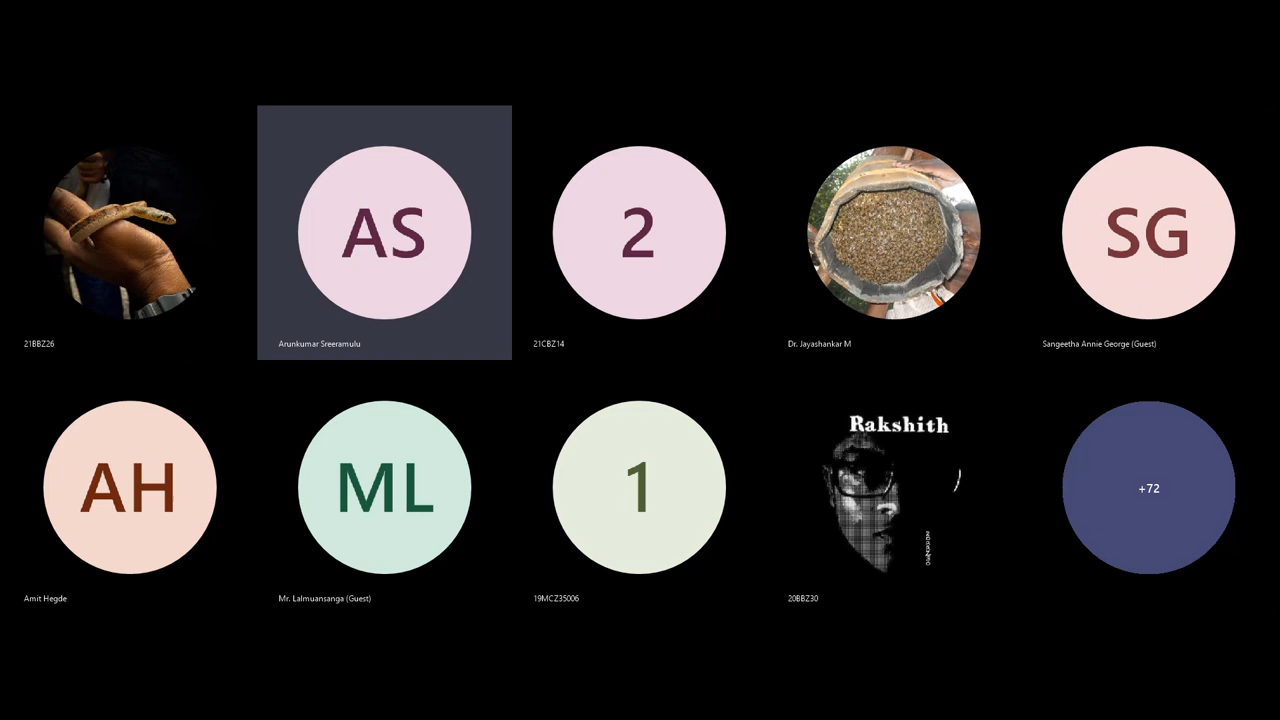 AS
2
SG
21BBZ26
Arunkumar Sreeramulu
21CBZ14
Dr. Jayashankar M
Sangeetha Annie George (Guest)
AH
ML
1
Rakshith
+72
Amit Hegde
Mr. Lalmuansanga (Guest)
19MCZ35006
20BBZ30